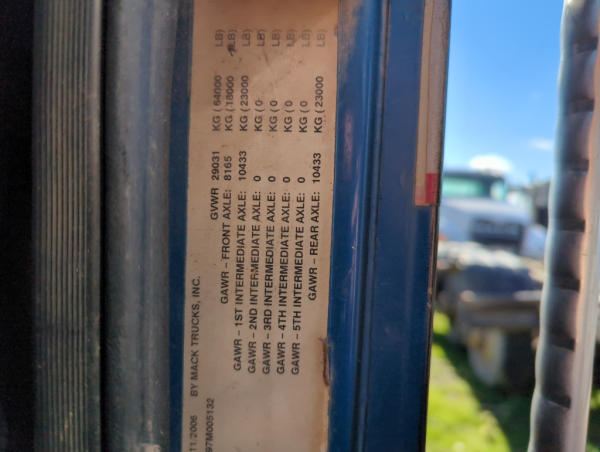 11/2006 BY MACK TRUCKS, INC.
97M005132
GVWR 29031 KG ( 64000 LB)
GAWR - FRONT AXLE: 8165 KG ( 18000 LB)
GAWR - 1ST INTERMEDIATE AXLE: 10433 KG ( 23000 LB)
GAWR - 2ND INTERMEDIATE AXLE: 0 KG ( 0 LB)
GAWR - 3RD INTERMEDIATE AXLE: 0 KG ( 0 LB)
GAWR - 4TH INTERMEDIATE AXLE: 0 KG ( 0 LB)
GAWR - 5TH INTERMEDIATE AXLE: 0 KG ( 0 LB)
GAWR - REAR AXLE: 10433 KG ( 23000 LB)